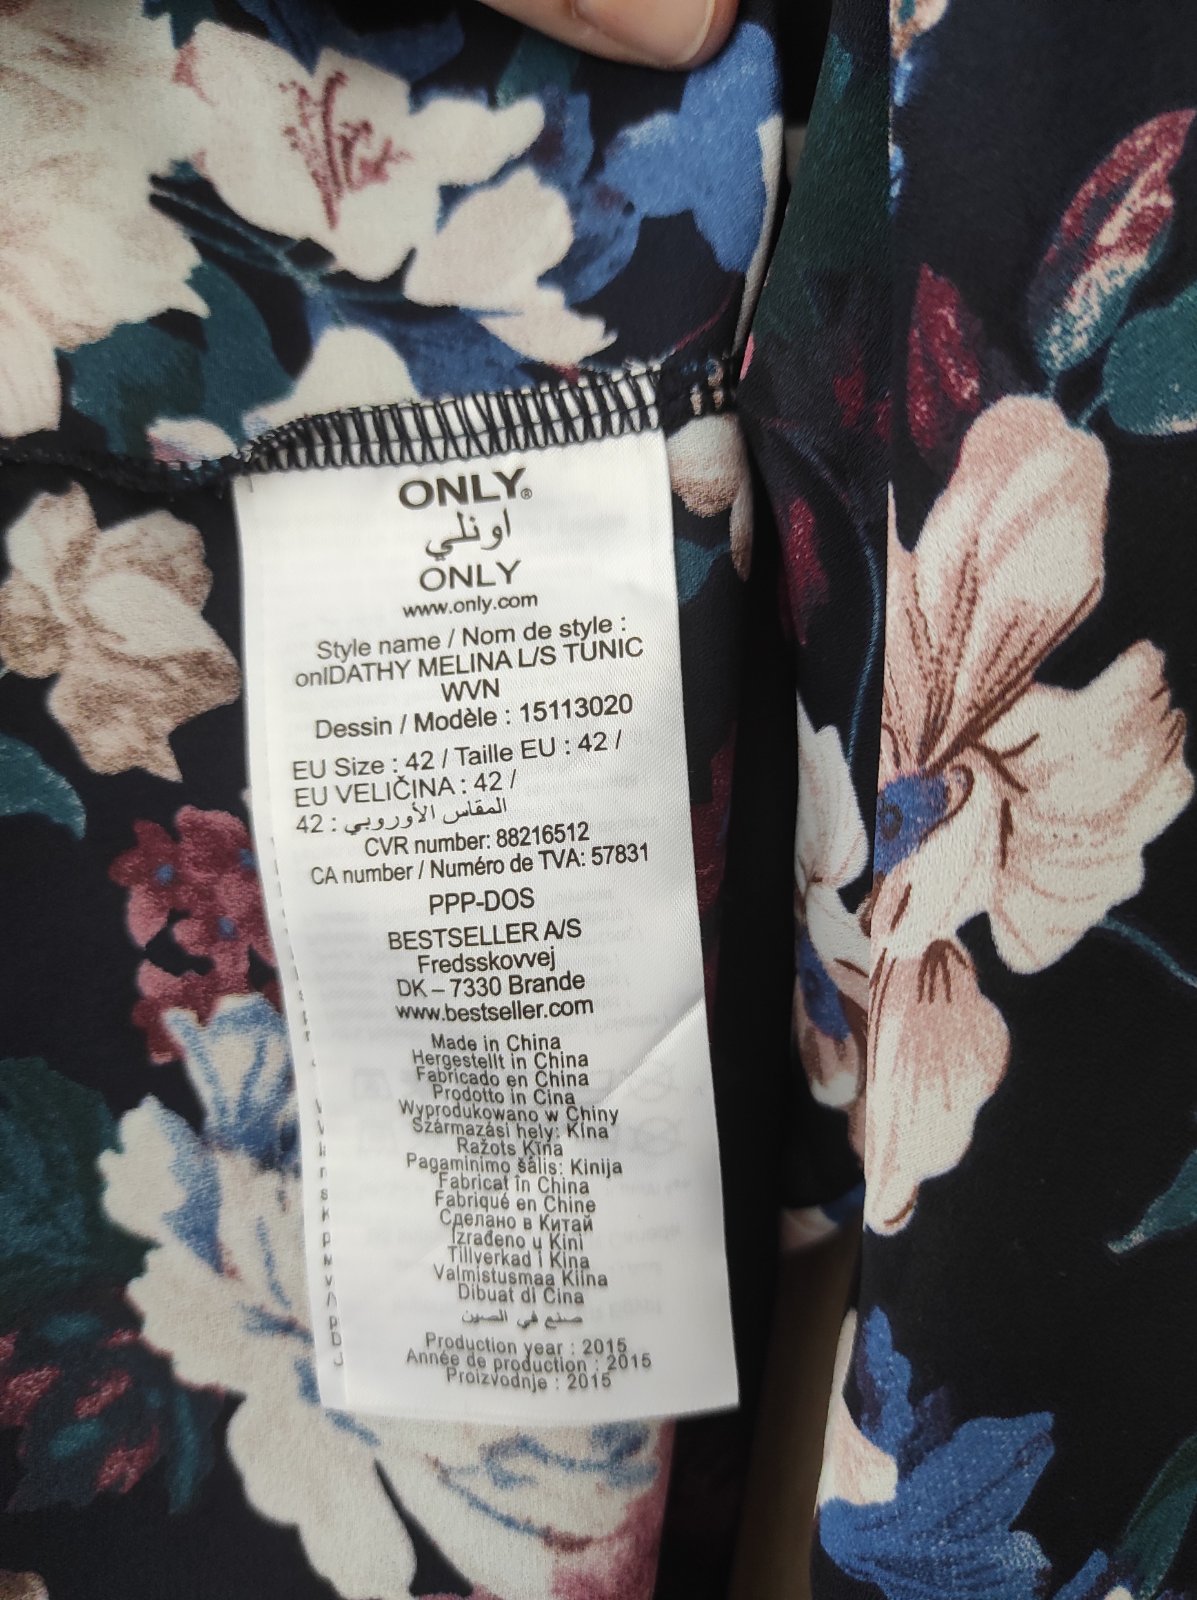 ONLY®
اونلي
ONLY
www.only.com
Style name / Nom de style :
onlDATHY MELINA L/S TUNIC
WVN
Dessin / Modèle : 15113020
EU Size : 42 / Taille EU : 42 /
EU VELIČINA : 42 /
المقاس الأوروبي : 42
CVR number: 88216512
CA number / Numéro de TVA: 57831
PPP-DOS
BESTSELLER A/S
Fredsskovvej
DK – 7330 Brande
www.bestseller.com
Made in China
Hergestellt in China
Fabricado en China
Prodotto in Cina
Wyprodukowano w Chiny
Származási hely: Kína
Ražots Ķīna
Pagaminimo šalis: Kinija
Fabricat în China
Fabriqué en Chine
Сделано в Китай
Izrađeno u Kini
Tillverkad i Kina
Valmistusmaa Kiina
Dibuat di Cina
صنع في الصين
Production year : 2015
Année de production : 2015
Proizvodnje : 2015